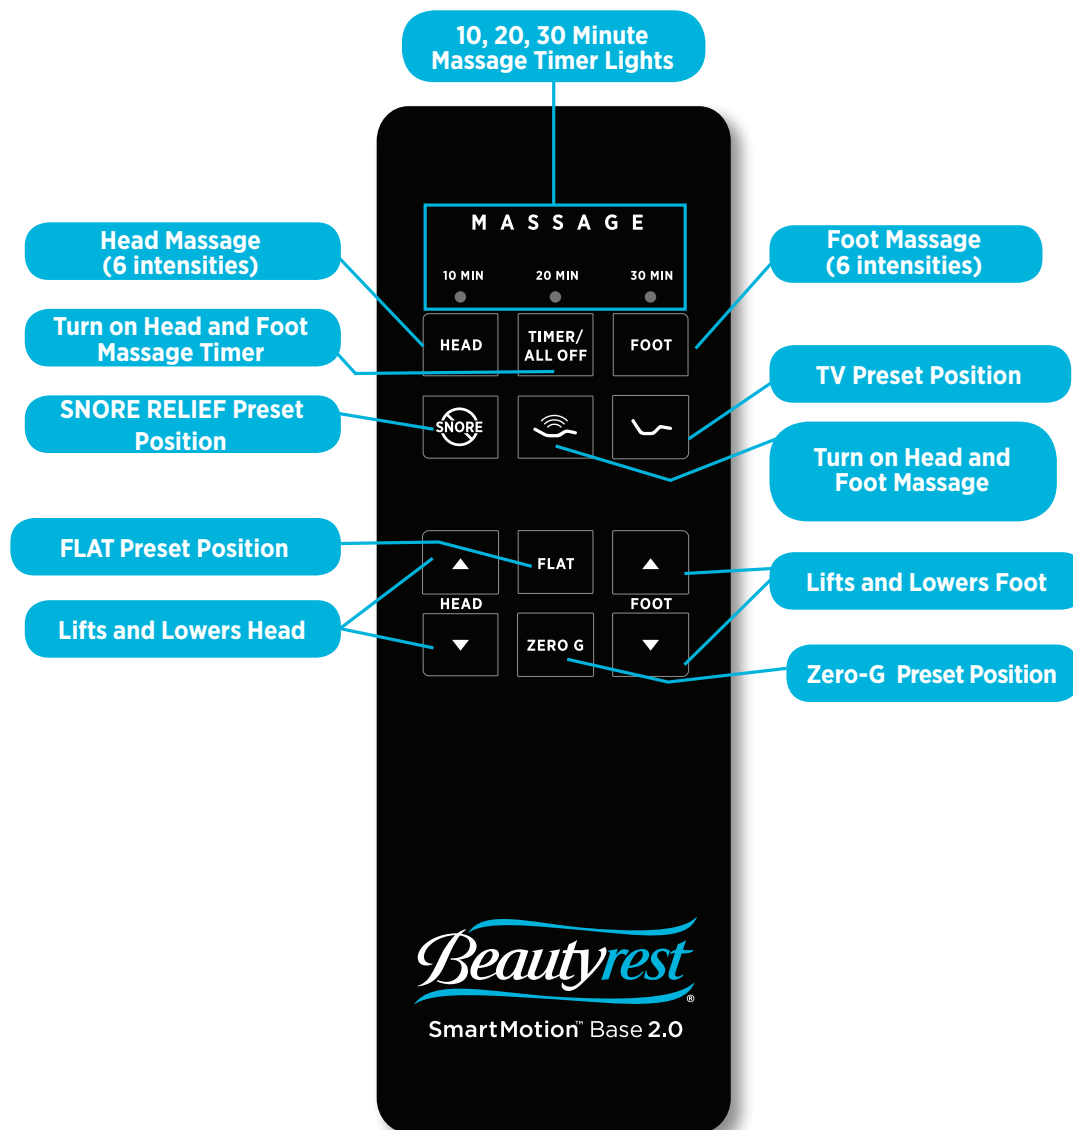 10, 20, 30 Minute
Massage Timer Lights
MASSAGE
Head Massage
(6 intensities)
Foot Massage
(6 intensities)
10 MIN
20 MIN
30 MIN
Turn on Head and Foot
Massage Timer
HEAD
TIMER/
ALL OFF
FOOT
TV Preset Position
SNORE RELIEF Preset
Position
SNORE
Turn on Head and
Foot Massage
FLAT Preset Position
FLAT
Lifts and Lowers Foot
HEAD
FOOT
Lifts and Lowers Head
ZERO G
Zero-G Preset Position
Beautyrest®
SmartMotion™ Base 2.0